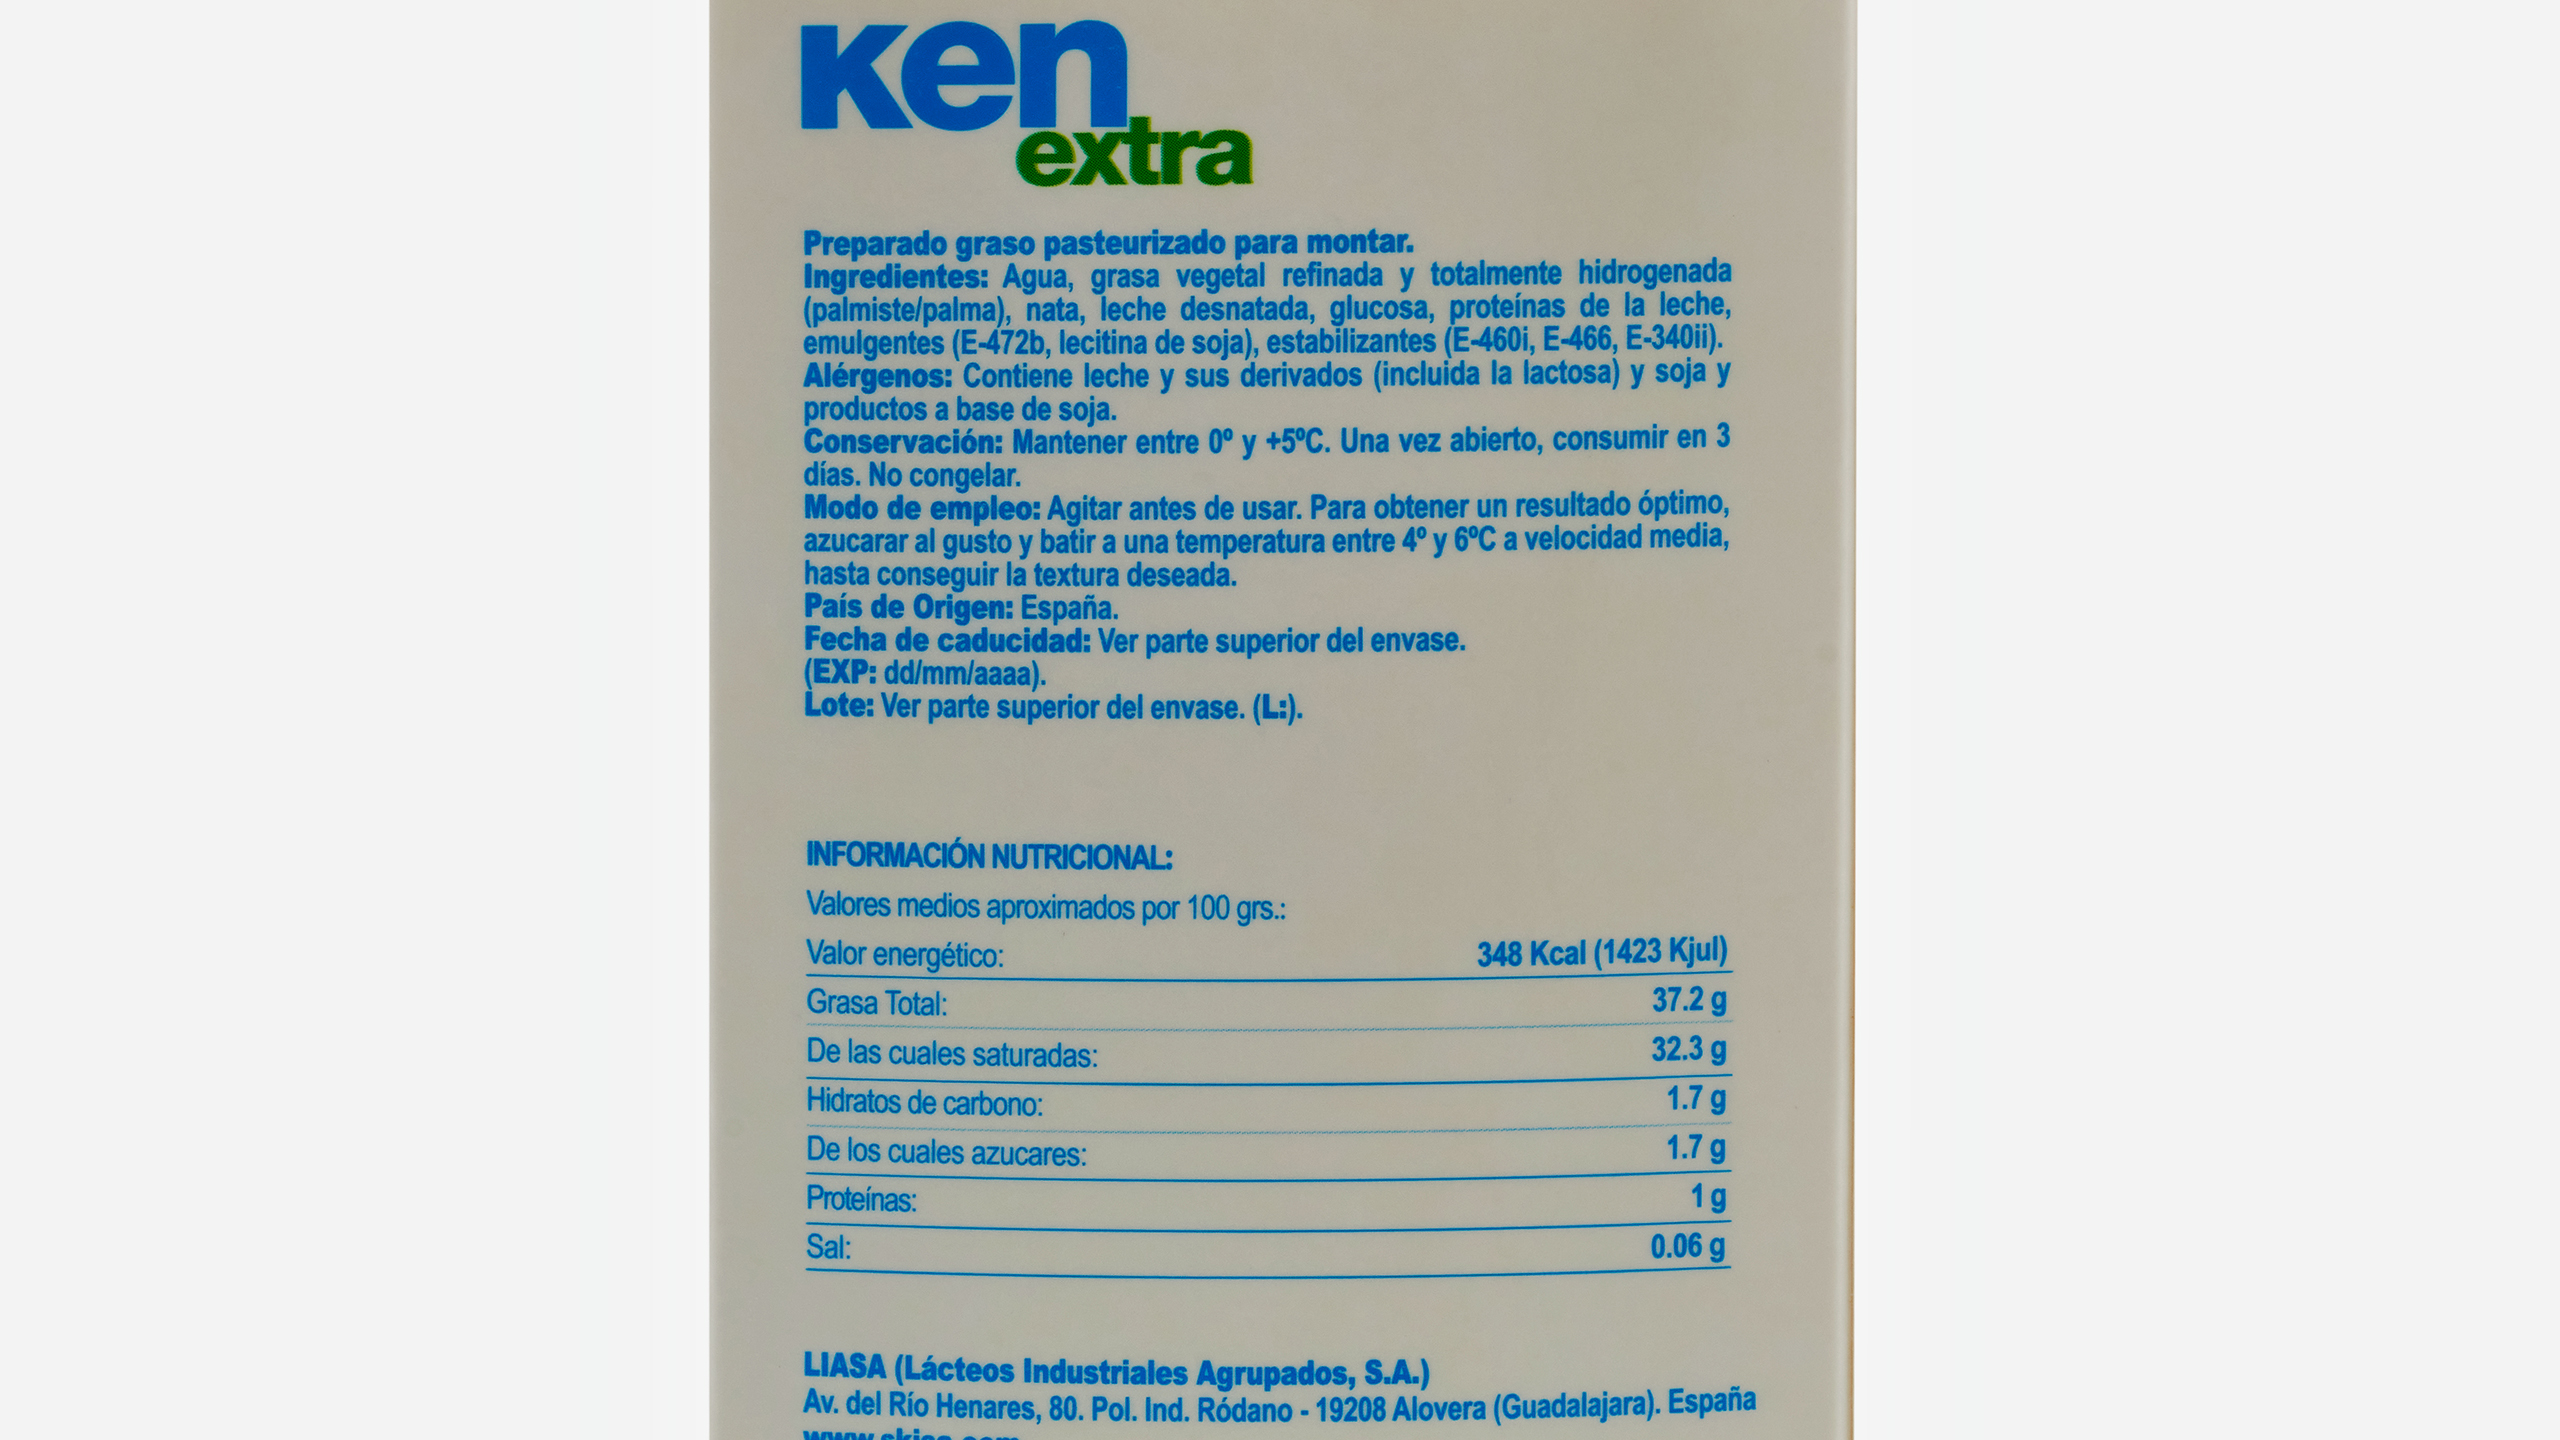 Ken
extra
Preparado graso pasteurizado para montar.
Ingredientes: Agua, grasa vegetal refinada y totalmente hidrogenada
(palmiste/palma), nata, leche desnatada, glucosa, proteínas de la leche,
emulgentes (E-472b, lecitina de soja), estabilizantes (E-460i, E-466, E-340ii).
Alérgenos: Contiene leche y sus derivados (incluida la lactosa) y soja y
productos a base de soja.
Conservación: Mantener entre 0º y +5ºC. Una vez abierto, consumir en 3
días. No congelar.
Modo de empleo: Agitar antes de usar. Para obtener un resultado óptimo,
azucarar al gusto y batir a una temperatura entre 4º y 6ºC a velocidad media,
hasta conseguir la textura deseada.
País de Origen: España.
Fecha de caducidad: Ver parte superior del envase.
(EXP: dd/mm/aaaa).
Lote: Ver parte superior del envase. (L:).
INFORMACIÓN NUTRICIONAL:
Valores medios aproximados por 100 grs.:
Valor energético: 348 Kcal (1423 Kjul)
Grasa Total: 37.2 g
De las cuales saturadas: 32.3 g
Hidratos de carbono: 1.7 g
De los cuales azucares: 1.7 g
Proteínas: 1 g
Sal: 0.06 g
LIASA (Lácteos Industriales Agrupados, S.A.)
Av. del Río Henares, 80. Pol. Ind. Ródano - 19208 Alovera (Guadalajara). España